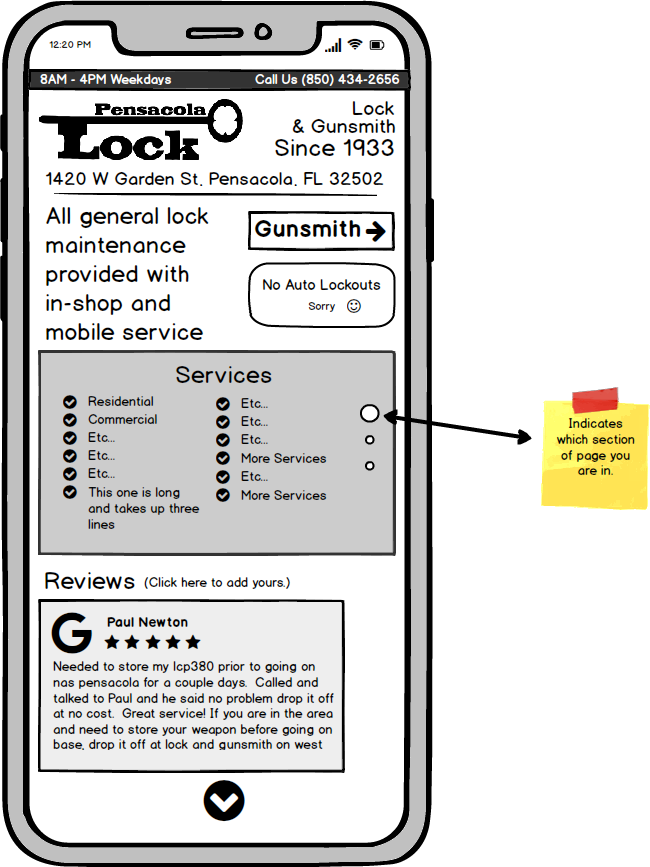 12:20 PM
8AM - 4PM Weekdays
Call Us (850) 434-2656
Pensacola
Lock
Lock
& Gunsmith
Since 1933
1420 W Garden St. Pensacola, FL 32502
All general lock
maintenance
provided with
in-shop and
mobile service
Gunsmith
No Auto Lockouts
Sorry
Services
Residential
Commercial
Etc...
Etc...
Etc...
This one is long
and takes up three
lines
Etc...
Etc...
Etc...
More Services
Etc...
More Services
Indicates
which section
of page you
are in.
Reviews (Click here to add yours.)
G
Paul Newton
Needed to store my lcp380 prior to going on
nas pensacola for a couple days. Called and
talked to Paul and he said no problem drop it off
at no cost. Great service! If you are in the area
and need to store your weapon before going on
base, drop it off at lock and gunsmith on west